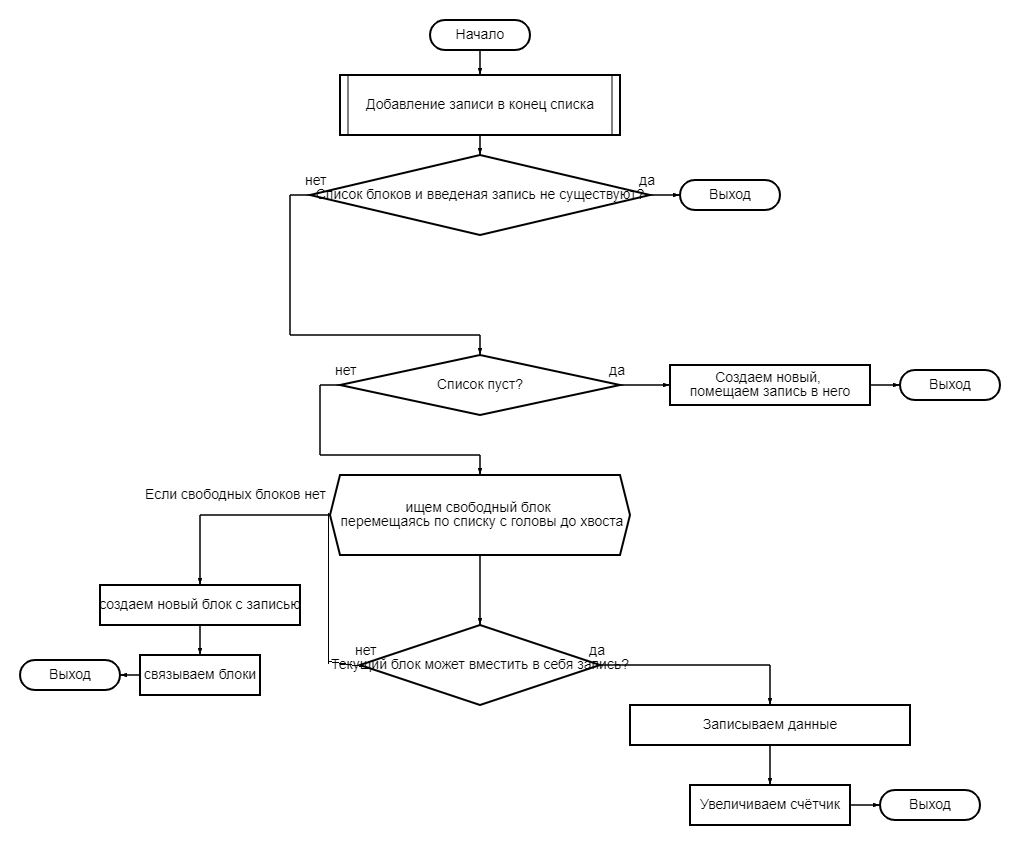 Начало
Добавление записи в конец списка
нет
да
Список блоков и введеная запись не существуют?
Выход
нет
да
Список пуст?
Создаем новый,
помещаем запись в него
Выход
Если свободных блоков нет
ищем свободный блок
перемещаясь по списку с головы до хвоста
создаем новый блок с записью
нет
да
Текущий блок может вместить в себя запись?
Выход
связываем блоки
Записываем данные
Увеличиваем счётчик
Выход